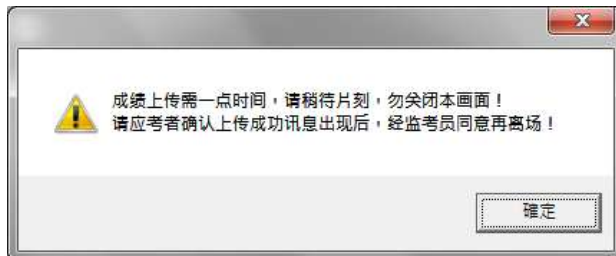 成绩上传需一点时间，请稍待片刻，勿关闭本画面！
请应考者确认上传成功讯息出现后，经监考员同意再离场！
確定